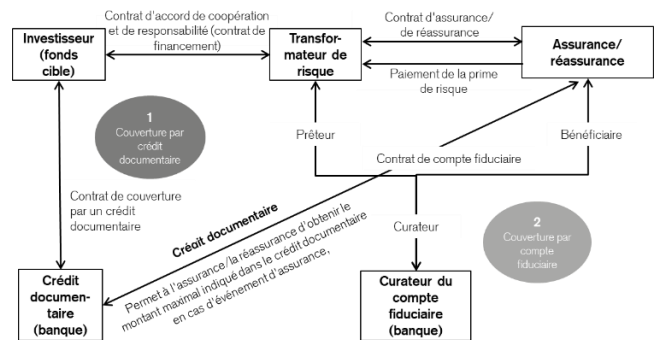 Contrat d'accord de coopération
et de responsabilité (contrat de
financement)
Contrat d'assurance/
de réassurance
Investisseur
(fonds
cible)
Transfor-
mateur de
risque
Assurance/
réassurance
Paiement de la prime
de risque
1
Couverture par
crédit
documentaire
Prêteur
Bénéficiaire
Contrat de compte fiduciaire
Contrat de couverture
par un crédit
documentaire
Crédit documentaire
Permet à l'assurance/la réassurance d'obtenir le
montant maximal indiqué dans le crédit documentaire
en cas d'événement d'assurance,
Curateur
2
Couverture par
compte
fiduciaire
Crédit
documen-
taire
(banque)
Curateur du
compte
fiduciaire
(banque)